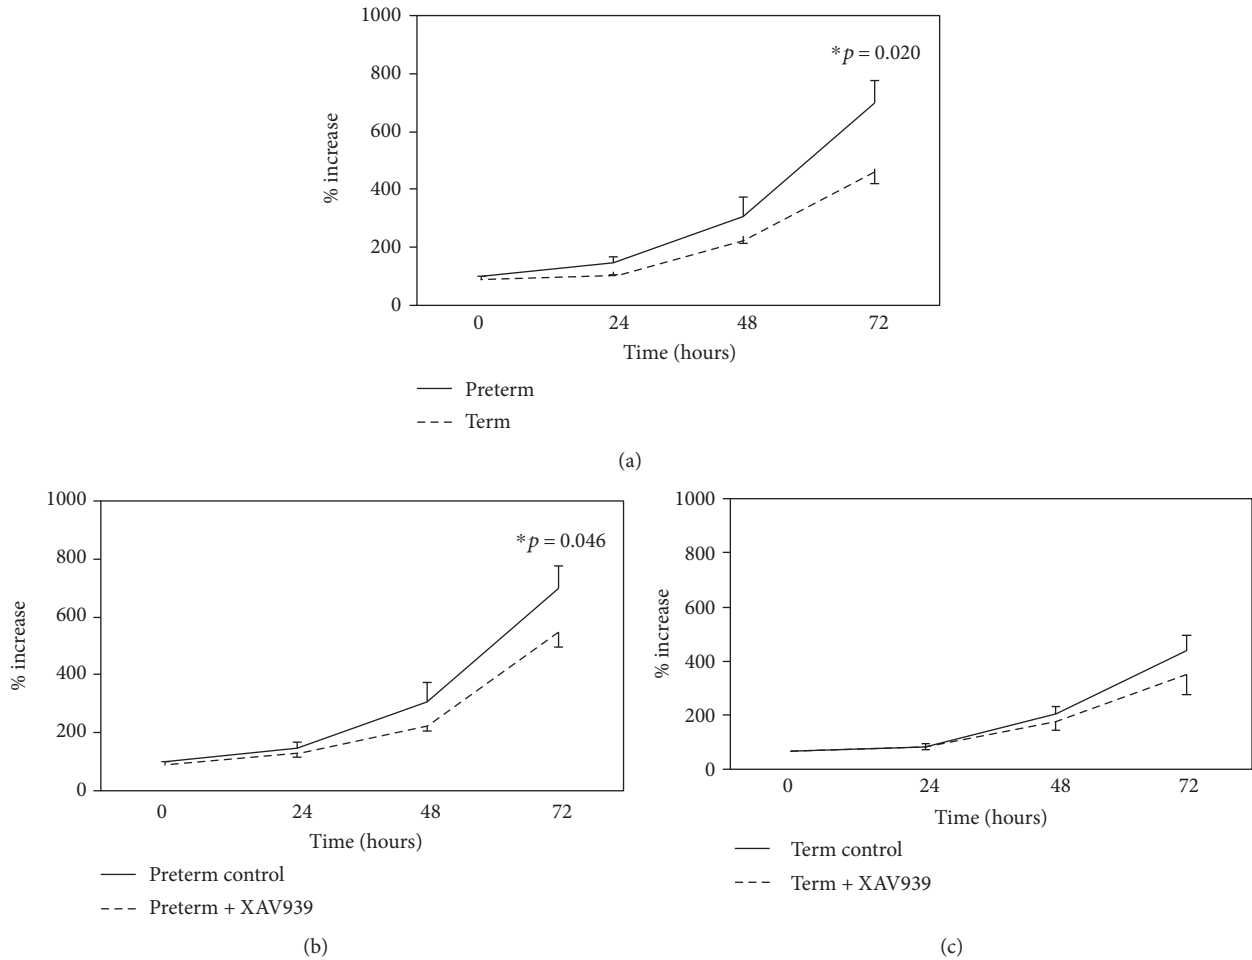 1000
800
600
400
200
0
% increase
*p = 0.020
0 24 48 72
Time (hours)
Preterm
Term
(a)
1000
800
600
400
200
0
% increase
*p = 0.046
0 24 48 72
Time (hours)
Preterm control
Preterm + XAV939
(b)
1000
800
600
400
200
0
% increase
0 24 48 72
Time (hours)
Term control
Term + XAV939
(c)